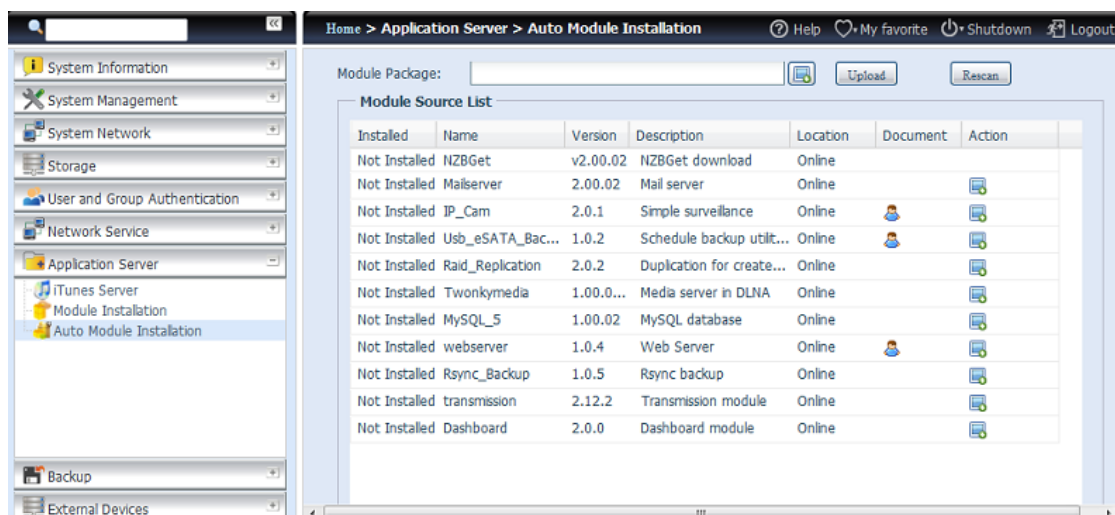 Home > Application Server > Auto Module Installation
Help My favorite Shutdown Logout
System Information
System Management
System Network
Storage
User and Group Authentication
Network Service
Application Server
iTunes Server
Module Installation
Auto Module Installation
Backup
External Devices
Module Package: Upload Rescan
Module Source List
Installed Name Version Description Location Document Action
Not Installed NZBGet v2.00.02 NZBGet download Online
Not Installed Mailserver 2.00.02 Mail server Online
Not Installed IP_Cam 2.0.1 Simple surveillance Online
Not Installed Usb_eSATA_Bac... 1.0.2 Schedule backup utilit... Online
Not Installed Raid_Replication 2.0.2 Duplication for create... Online
Not Installed Twonkymedia 1.00.0... Media server in DLNA Online
Not Installed MySQL_5 1.00.02 MySQL database Online
Not Installed webserver 1.0.4 Web Server Online
Not Installed Rsync_Backup 1.0.5 Rsync backup Online
Not Installed transmission 2.12.2 Transmission module Online
Not Installed Dashboard 2.0.0 Dashboard module Online